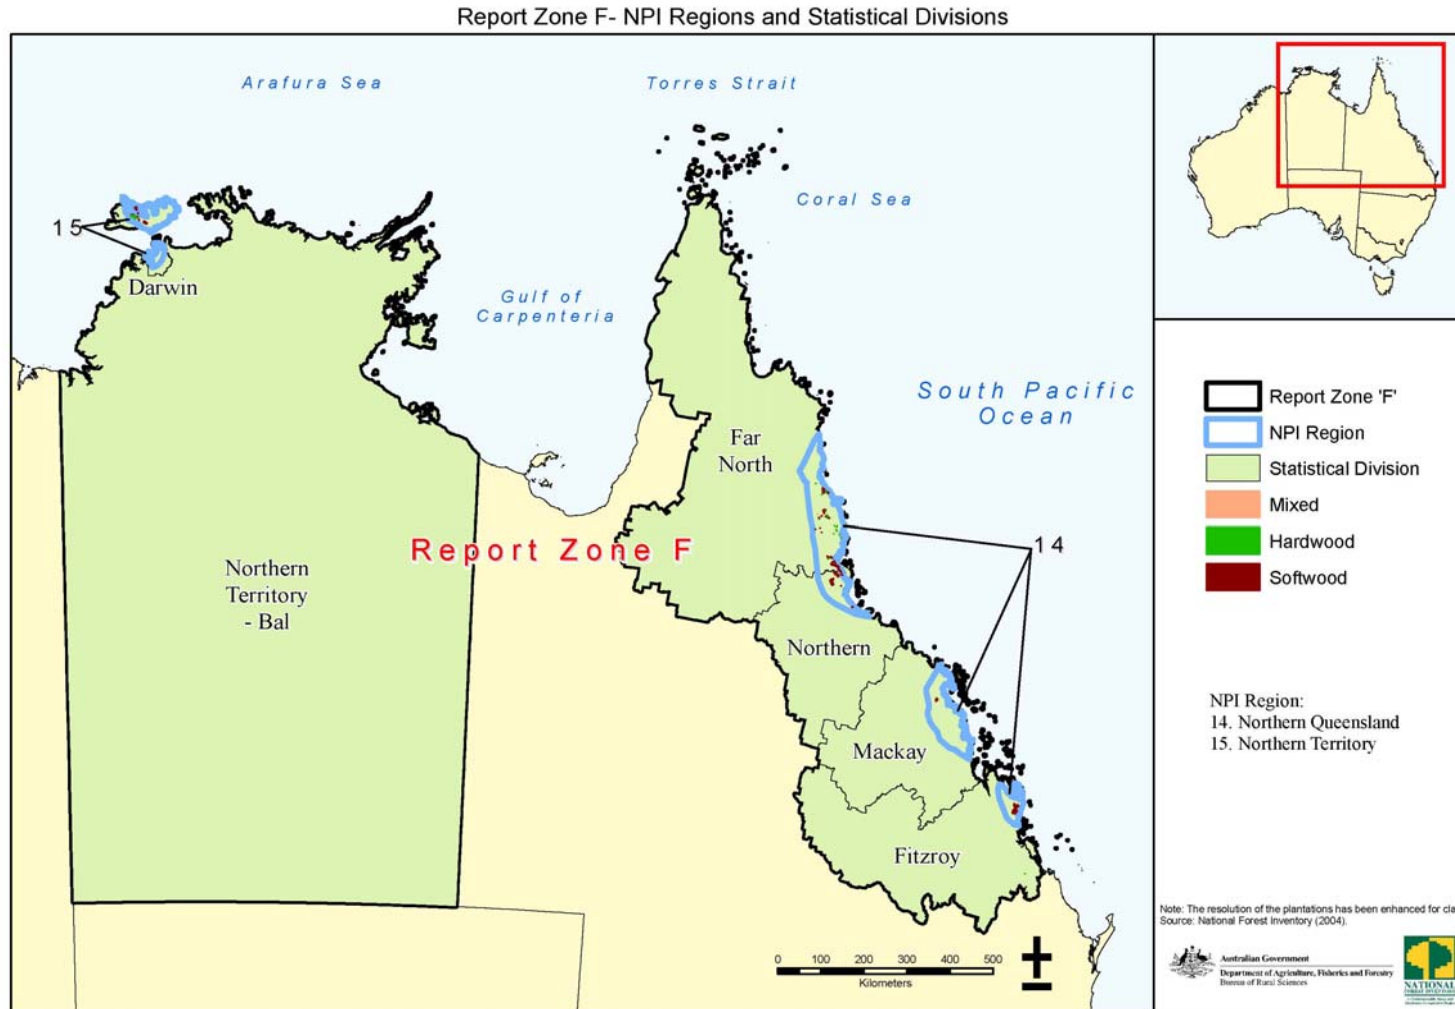 Report Zone F- NPI Regions and Statistical Divisions
Arafura Sea
Torres Strait
Coral Sea
15
Darwin
Gulf of
Carpenteria
South Pacific
Ocean
Far
North
Report Zone F
14
Northern
Territory
- Bal
Northern
Mackay
Fitzroy
0 100 200 300 400 500
Kilometers
Report Zone 'F'
NPI Region
Statistical Division
Mixed
Hardwood
Softwood
NPI Region:
14. Northern Queensland
15. Northern Territory
Note: The resolution of the plantations has been enhanced for cla
Source: National Forest Inventory (2004).
Australian Government
Department of Agriculture, Fisheries and Forestry
Bureau of Rural Sciences
NATIONAL
FOREST INVENTORY